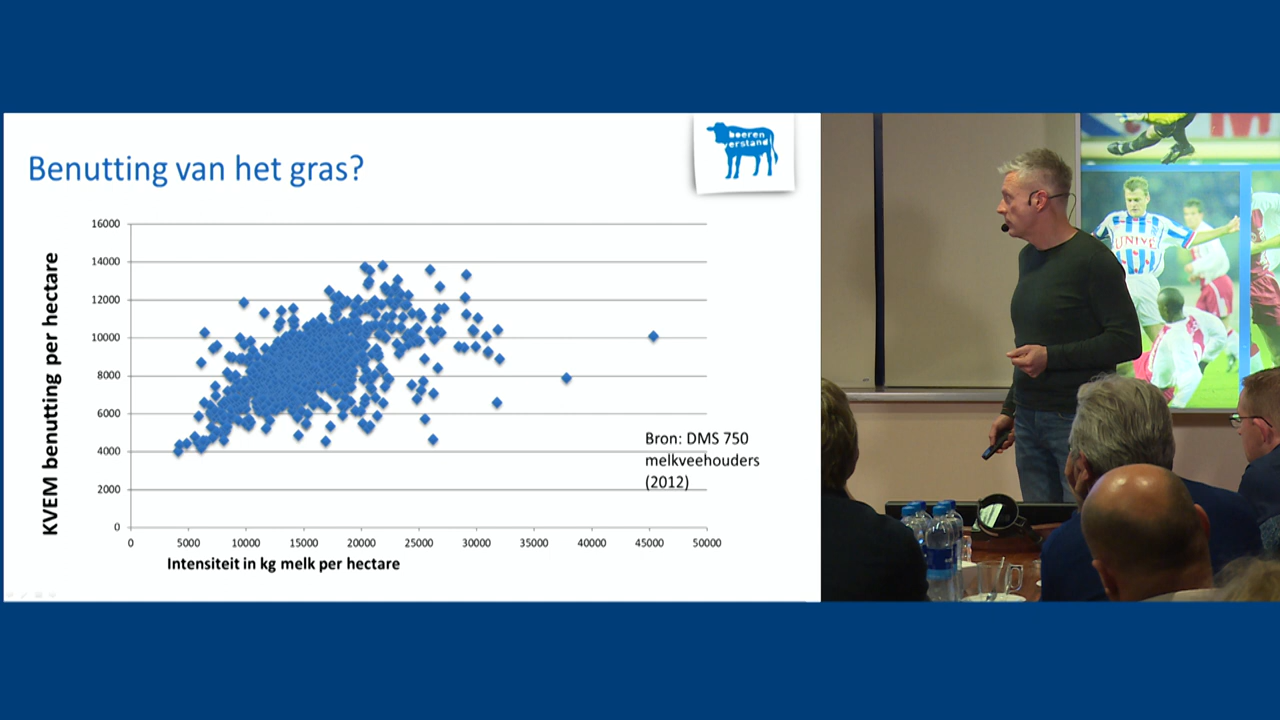 Benutting van het gras?
boeren
verstand
KVEM benutting per hectare
16000
14000
12000
10000
8000
6000
4000
2000
0
0 5000 10000 15000 20000 25000 30000 35000 40000 45000 50000
Intensiteit in kg melk per hectare
Bron: DMS 750
melkveehouders
(2012)
UNIVÉ